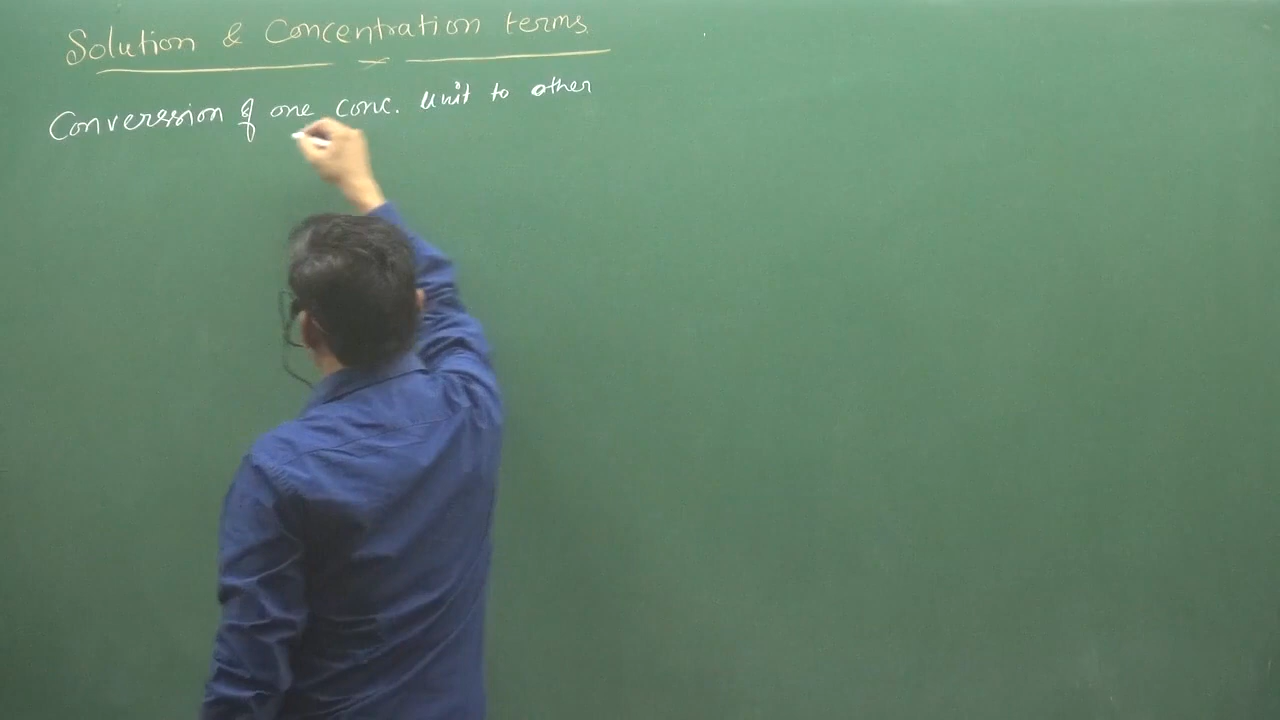 Solution & Concentration terms
Converssion of one conc. unit to other